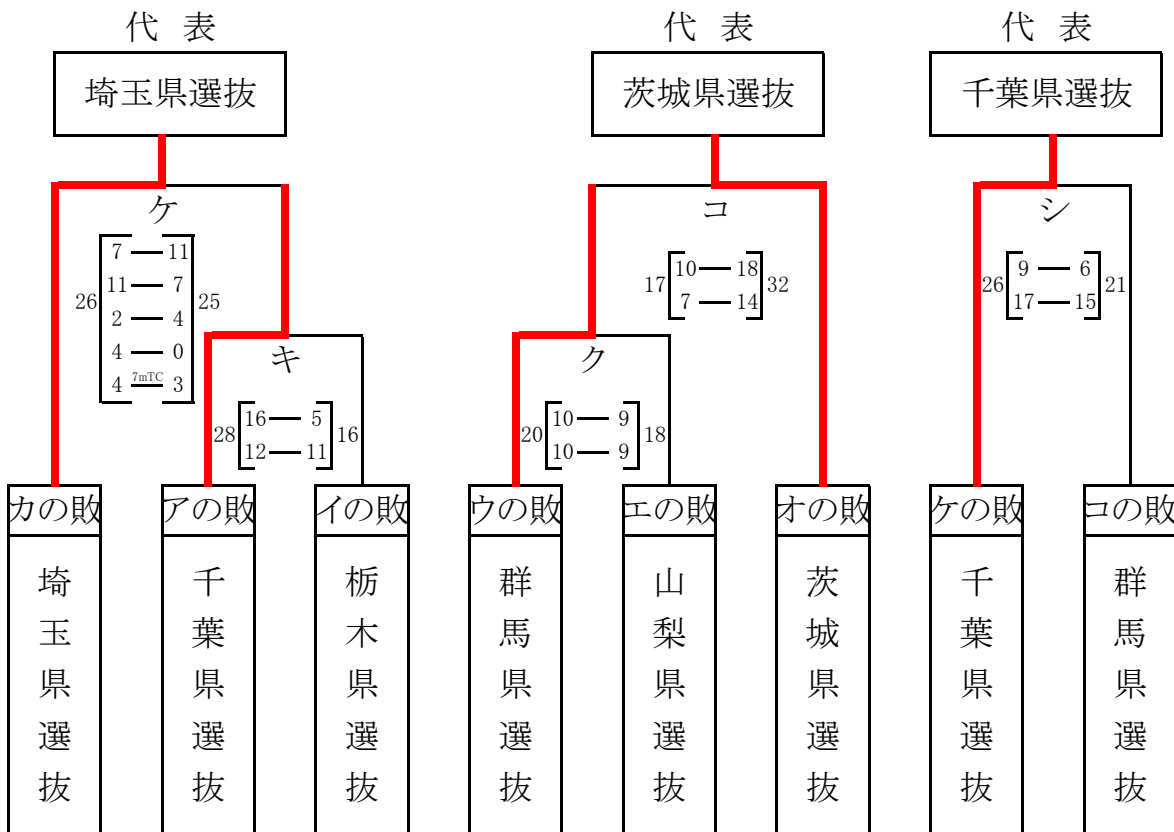 代 表
埼玉県選抜
ケ
26
7 11
11 7
2 4
4 0
4 7mTC 3
25
キ
28
16 5
12 11
16
代 表
茨城県選抜
コ
17
10 18
7 14
32
ク
20
10 9
10 9
18
代 表
千葉県選抜
シ
26
9 6
17 15
21
カの敗
埼玉県選抜
アの敗
千葉県選抜
イの敗
栃木県選抜
ウの敗
群馬県選抜
エの敗
山梨県選抜
オの敗
茨城県選抜
ケの敗
千葉県選抜
コの敗
群馬県選抜